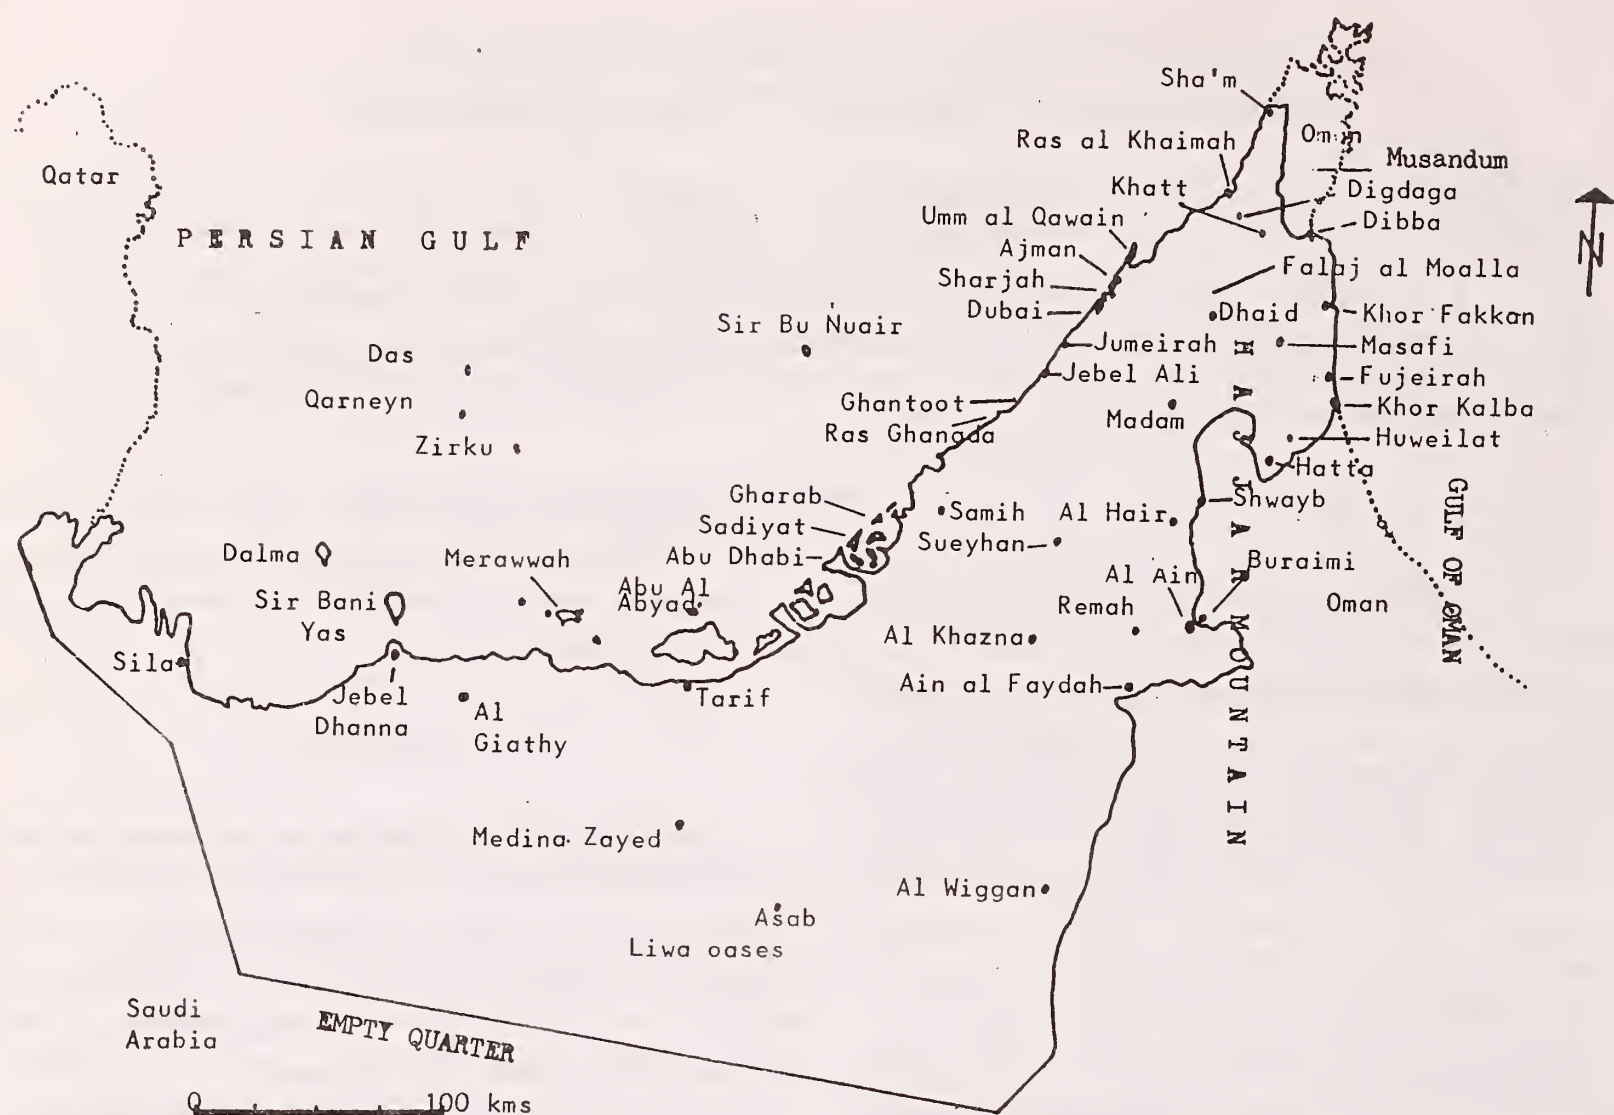 Sha'm
Oman
Ras al Khaimah
Musandum
Qatar
Khatt
Digdaga
Umm al Qawain
Dibba
PERSIAN GULF
N
Ajman
Falaj al Moalla
Sharjah
Dubai
Dhaid
Khor Fakkan
Sir Bu Nuair
Jumeirah
Masafi
Das
Jebel Ali
Fujeirah
Qarneyn
Ghantoot
Madam
Khor Kalba
Ras Ghanada
Zirku
Huweilat
Hatta
Gharab
Shwayb
Samih
Al Hair
Sadiyat
Sueyhan
Dalma
Merawwah
Abu Dhabi
Buraimi
Al Ain
Abu Al
Abyad
Sir Bani
Yas
Remah
Oman
Al Khazna
Sila
Ain al Faydah
Jebel
Dhanna
Tarif
Al
Giathy
HAJJAR MOUNTAIN
GULF OF OMAN
Medina Zayed
Al Wiggan
Asab
Liwa oases
Saudi
Arabia
EMPTY QUARTER
0 100 kms